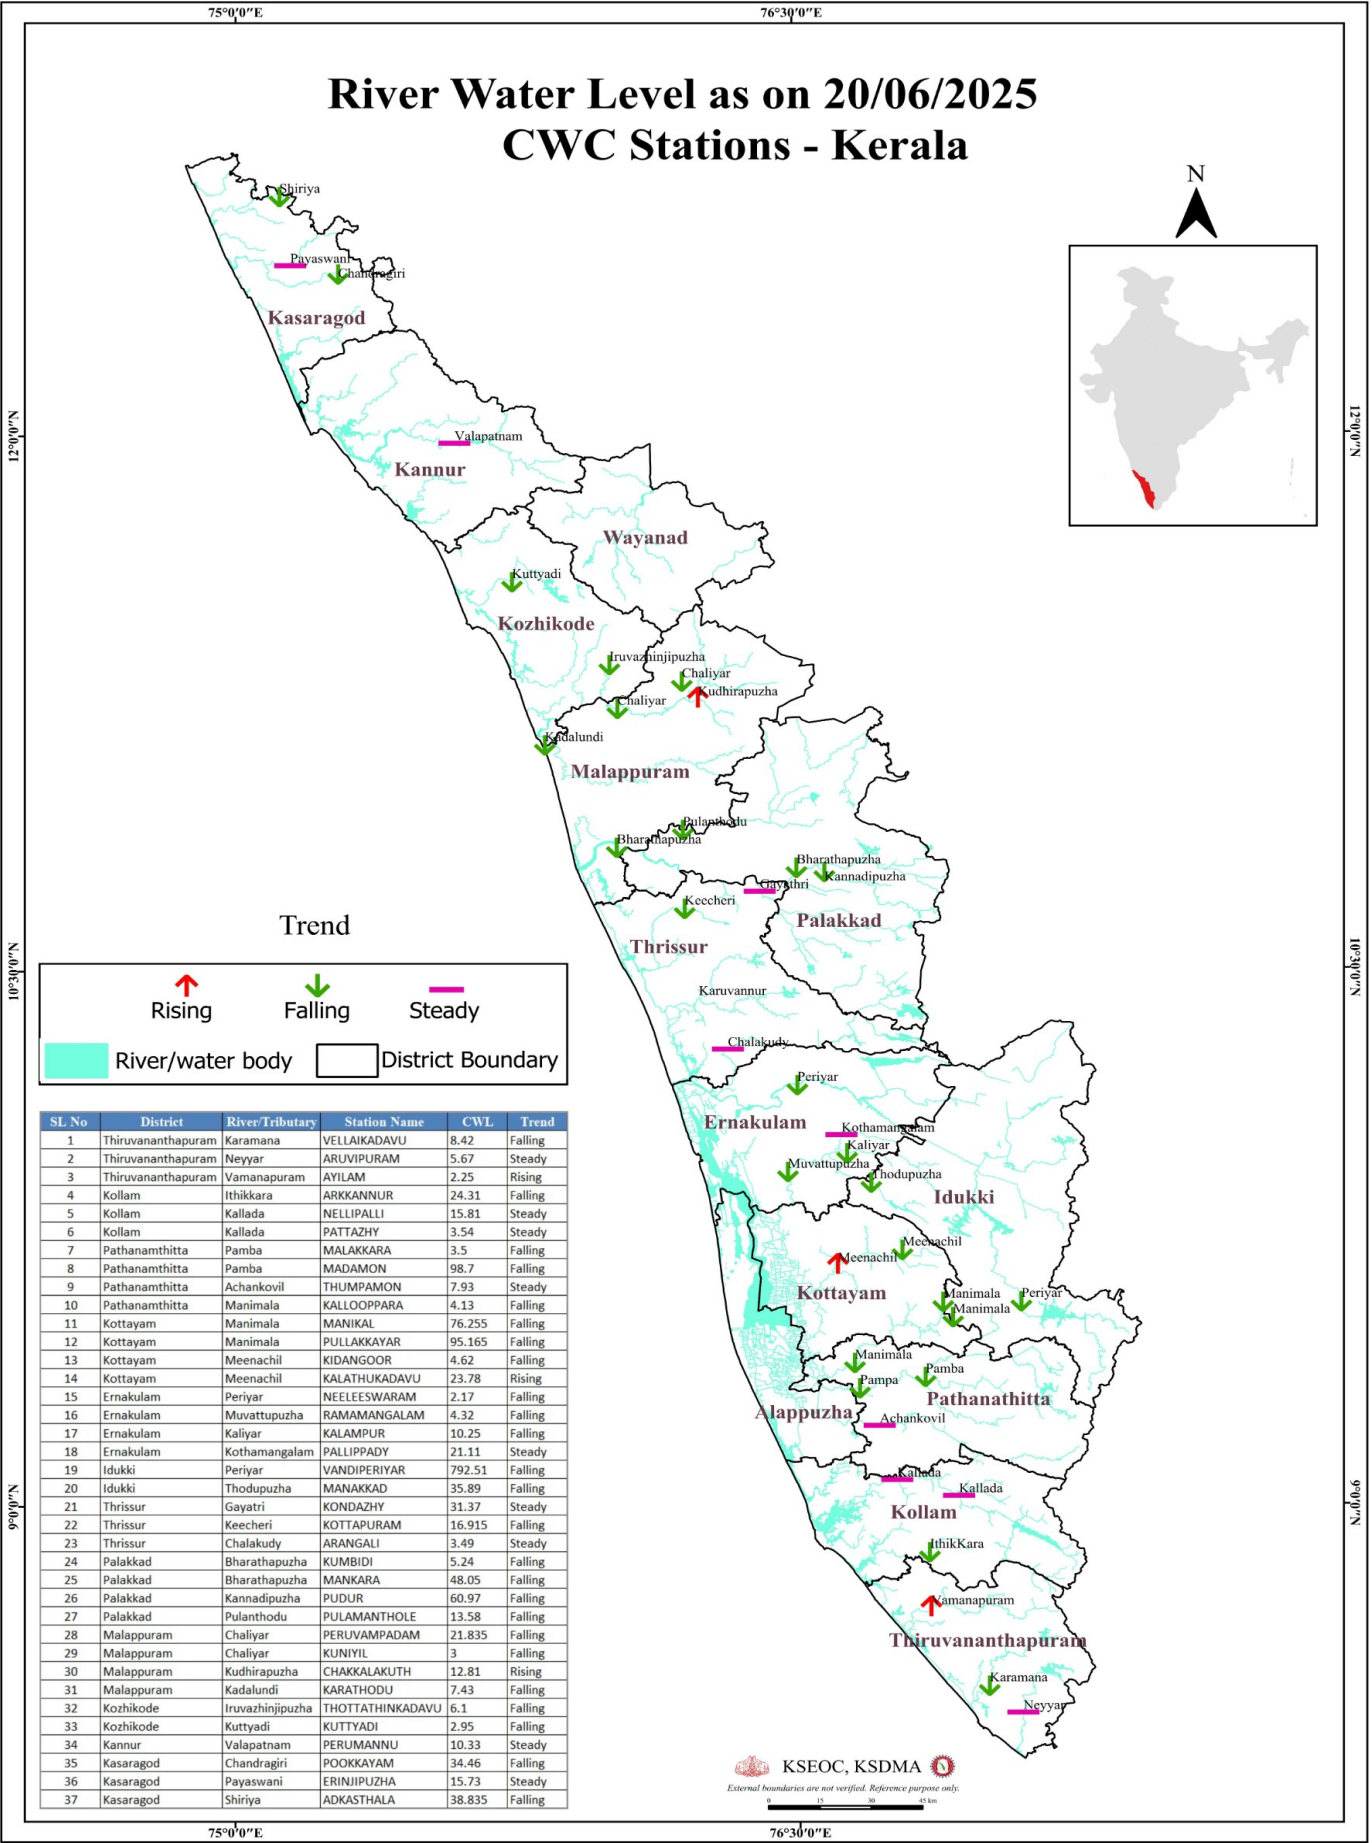 75°0'0"E 76°30'0"E
River Water Level as on 20/06/2025
CWC Stations - Kerala
N
Shiriya
Payaswani
Chandragiri
Kasaragod
12°0'0"N 12°0'0"N
Valapatnam
Kannur
Wayanad
Kuttyadi
Kozhikode
Iruvazhinjipuzha
Chaliyar
Kudhirapuzha
Chaliyar
Kadalundi
Malappuram
Pulanthodu
Bharathapuzha
Bharathapuzha
Kannadipuzha
Gayathri
Keecheri
Palakkad
Thrissur
10°30'0"N 10°30'0"N
Karuvannur
Chalakudy
Periyar
Ernakulam
Kothamangalam
Kaliyar
Muvattupuzha
Thodupuzha
Idukki
Meenachil
Meenachil
Kottayam
Manimala
Periyar
Manimala
Manimala
Pamba
Pampa
Pathanathitta
Alappuzha
Achankovil
Kallada
Kallada
Kollam
9°0'0"N 9°0'0"N
IthikKara
Vamanapuram
Thiruvananthapuram
Karamana
Neyyar
Trend
Rising Falling Steady
River/water body District Boundary
SL No District River/Tributary Station Name CWL Trend
1 Thiruvananthapuram Karamana VELLAIKADAVU 8.42 Falling
2 Thiruvananthapuram Neyyar ARUVIPURAM 5.67 Steady
3 Thiruvananthapuram Vamanapuram AYILAM 2.25 Rising
4 Kollam Ithikkara ARKKANNUR 24.31 Falling
5 Kollam Kallada NELLIPALLI 15.81 Steady
6 Kollam Kallada PATTAZHY 3.54 Steady
7 Pathanamthitta Pamba MALAKKARA 3.5 Falling
8 Pathanamthitta Pamba MADAMON 98.7 Falling
9 Pathanamthitta Achankovil THUMPAMON 7.93 Steady
10 Pathanamthitta Manimala KALLOOPPARA 4.13 Falling
11 Kottayam Manimala MANIKAL 76.255 Falling
12 Kottayam Manimala PULLAKKAYAR 95.165 Falling
13 Kottayam Meenachil KIDANGOOR 4.62 Falling
14 Kottayam Meenachil KALATHUKADAVU 23.78 Rising
15 Ernakulam Periyar NEELEESWARAM 2.17 Falling
16 Ernakulam Muvattupuzha RAMAMANGALAM 4.32 Falling
17 Ernakulam Kaliyar KALAMPUR 10.25 Falling
18 Ernakulam Kothamangalam PALLIPPADY 21.11 Steady
19 Idukki Periyar VANDIPERIYAR 792.51 Falling
20 Idukki Thodupuzha MANAKKAD 35.89 Falling
21 Thrissur Gayatri KONDAZHY 31.37 Steady
22 Thrissur Keecheri KOTTAPURAM 16.915 Falling
23 Thrissur Chalakudy ARANGALI 3.49 Steady
24 Palakkad Bharathapuzha KUMBIDI 5.24 Falling
25 Palakkad Bharathapuzha MANKARA 48.05 Falling
26 Palakkad Kannadipuzha PUDUR 60.97 Falling
27 Palakkad Pulanthodu PULAMANTHOLE 13.58 Falling
28 Malappuram Chaliyar PERUVAMPADAM 21.835 Falling
29 Malappuram Chaliyar KUNIYIL 3 Falling
30 Malappuram Kudhirapuzha CHAKKALAKUTH 12.81 Rising
31 Malappuram Kadalundi KARATHODU 7.43 Falling
32 Kozhikode Iruvazhinjipuzha THOTTATHINKADAVU 6.1 Falling
33 Kozhikode Kuttyadi KUTTYADI 2.95 Falling
34 Kannur Valapatnam PERUMANNU 10.33 Steady
35 Kasaragod Chandragiri POOKKAYAM 34.46 Falling
36 Kasaragod Payaswani ERINJIPUZHA 15.73 Steady
37 Kasaragod Shiriya ADKASTHALA 38.835 Falling
KSEOC, KSDMA
External boundaries are not verified. Reference purpose only.
0 15 30 45 km
75°0'0"E 76°30'0"E